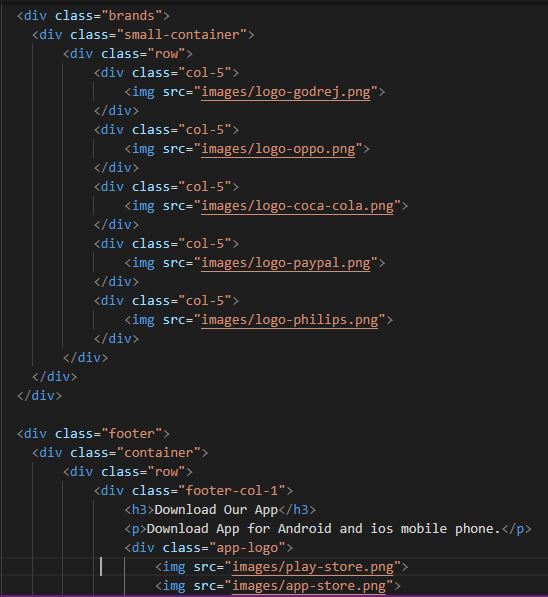 <div class="brands">
<div class="small-container">
<div class="row">
<div class="col-5">
<img src="images/logo-godrej.png">
</div>
<div class="col-5">
<img src="images/logo-oppo.png">
</div>
<div class="col-5">
<img src="images/logo-coca-cola.png">
</div>
<div class="col-5">
<img src="images/logo-paypal.png">
</div>
<div class="col-5">
<img src="images/logo-philips.png">
</div>
</div>
</div>
</div>
<div class="footer">
<div class="container">
<div class="row">
<div class="footer-col-1">
<h3>Download Our App</h3>
<p>Download App for Android and ios mobile phone.</p>
<div class="app-logo">
<img src="images/play-store.png">
<img src="images/app-store.png">